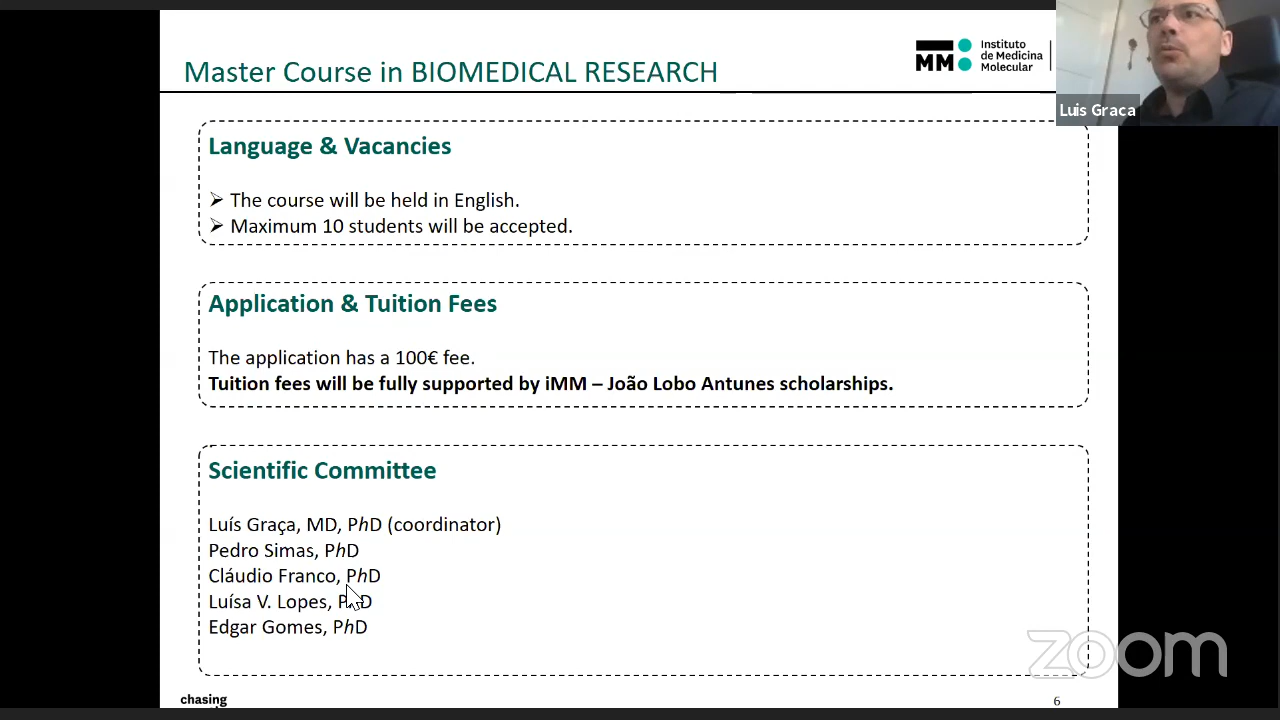 Master Course in BIOMEDICAL RESEARCH
MM
Instituto
de Medicina
Molecular
Luis Graca
Language & Vacancies
The course will be held in English.
Maximum 10 students will be accepted.
Application & Tuition Fees
The application has a 100€ fee.
Tuition fees will be fully supported by iMM – João Lobo Antunes scholarships.
Scientific Committee
Luís Graça, MD, PhD (coordinator)
Pedro Simas, PhD
Cláudio Franco, PhD
Luísa V. Lopes, PhD
Edgar Gomes, PhD
zoom
chasing
6